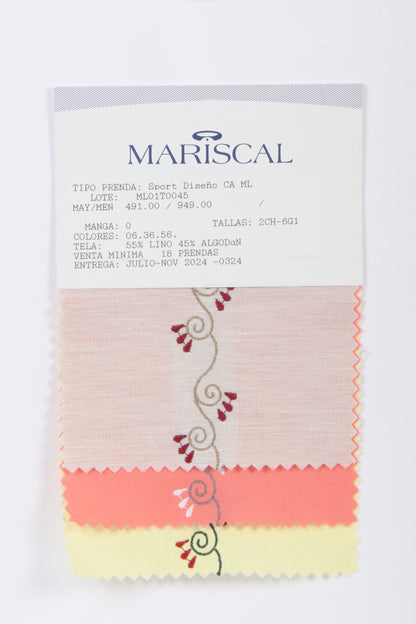 MARISCAL
TIPO PRENDA: Sport Diseño CA ML
LOTE: ML01T0045
MAY/MEN 491.00 / 949.00 /
MANGA: 0 TALLAS: 2CH-6G1
COLORES: 06.36.56.
TELA: 55% LINO 45% ALGODaN
VENTA MINIMA 18 PRENDAS
ENTREGA: JULIO-NOV 2024 -0324